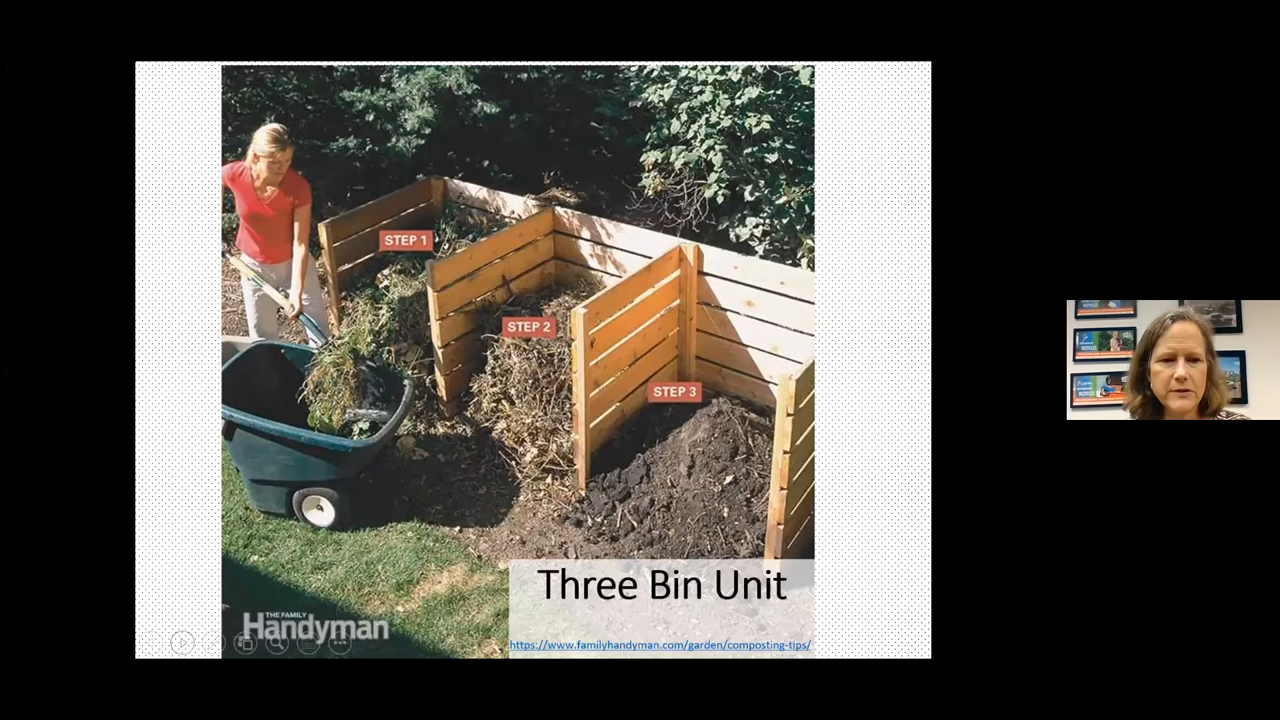 STEP 1
STEP 2
STEP 3
Three Bin Unit
THE FAMILY
Handyman
https://www.familyhandyman.com/garden/composting-tips/